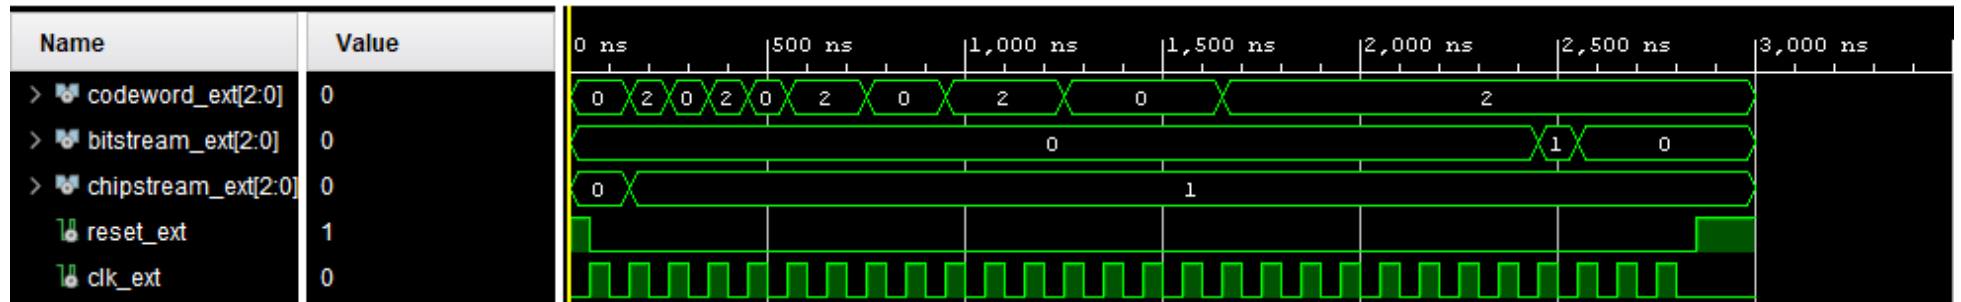 Name Value 0 ns 500 ns 1,000 ns 1,500 ns 2,000 ns 2,500 ns 3,000 ns
codeword_ext[2:0] 0 0 2 0 2 0 2 0 2 0 2
bitstream_ext[2:0] 0 0 1 0
chipstream_ext[2:0] 0 0 1
reset_ext 1
clk_ext 0